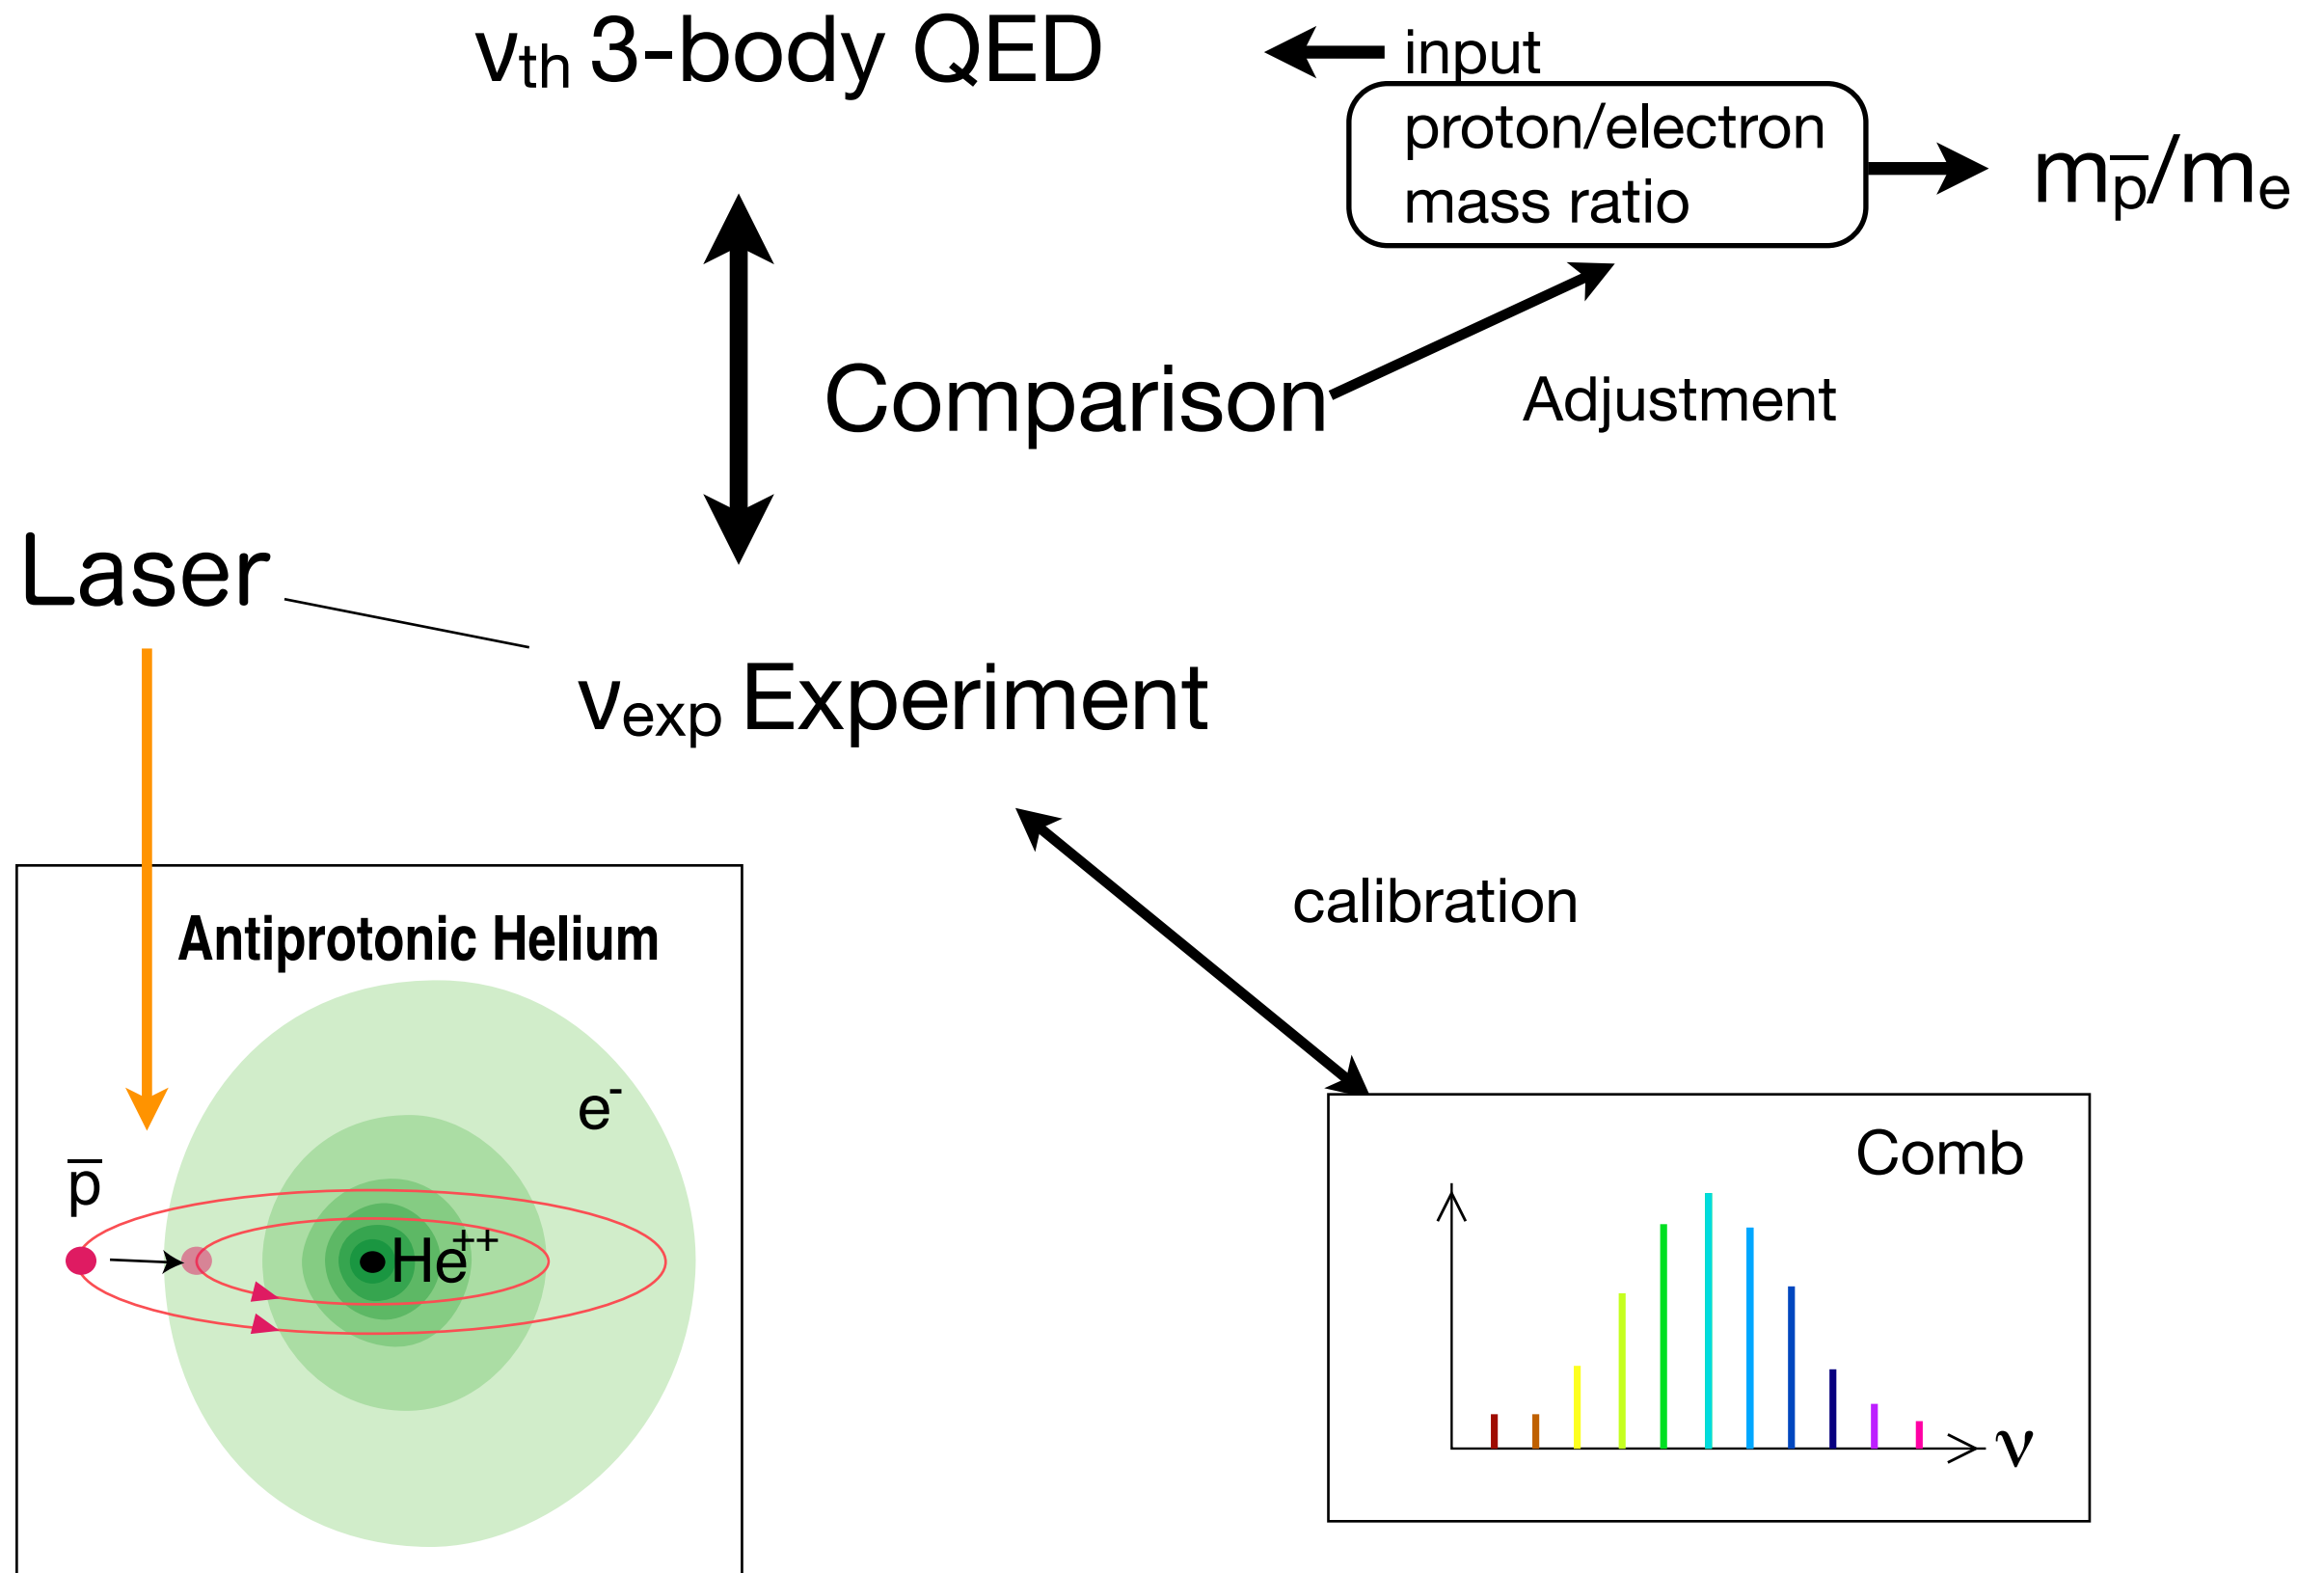 νth 3-body QED
input
proton/electron
mass ratio
mp̅/me
Comparison
Adjustment
Laser
νexp Experiment
calibration
Antiprotonic Helium
e-
p̅
He++
Comb
ν